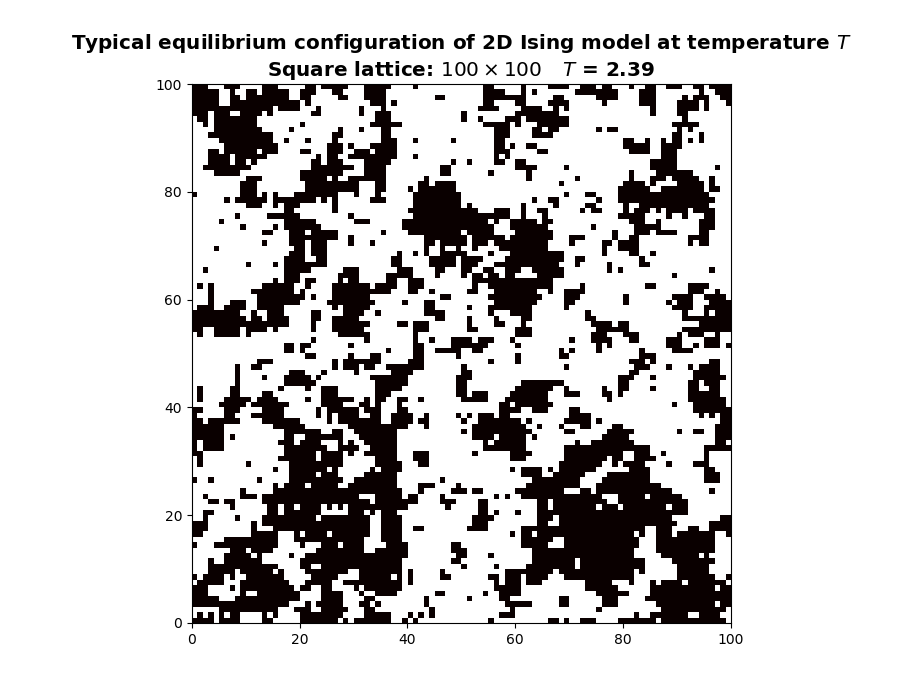 Typical equilibrium configuration of 2D Ising model at temperature T
Square lattice: 100 × 100 T = 2.39
100
80
60
40
20
0
0 20 40 60 80 100